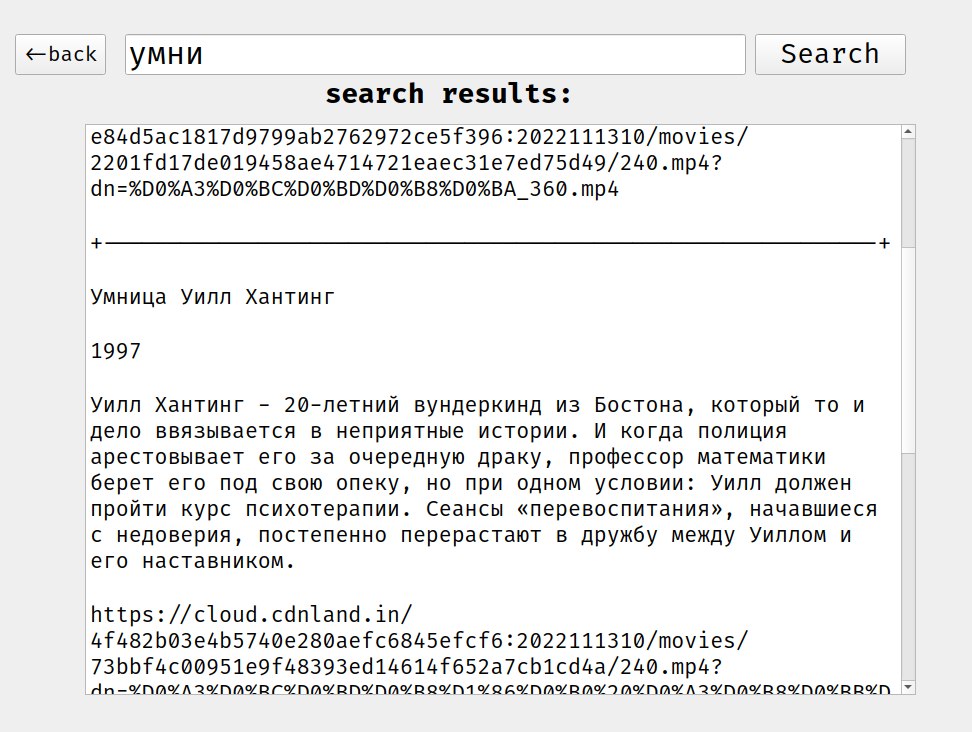 ←back
умни
Search
search results:
e84d5ac1817d9799ab2762972ce5f396:2022111310/movies/
2201fd17de019458ae4714721eaec31e7ed75d49/240.mp4?
dn=%D0%A3%D0%BC%D0%BD%D0%B8%D0%BA_360.mp4
+————————————————————————————————+
Умница Уилл Хантинг
1997
Уилл Хантинг - 20-летний вундеркинд из Бостона, который то и
дело ввязывается в неприятные истории. И когда полиция
арестовывает его за очередную драку, профессор математики
берет его под свою опеку, но при одном условии: Уилл должен
пройти курс психотерапии. Сеансы «перевоспитания», начавшиеся
с недоверия, постепенно перерастают в дружбу между Уиллом и
его наставником.
https://cloud.cdnland.in/
4f482b03e4b5740e280aefc6845efcf6:2022111310/movies/
73bbf4c00951e9f48393ed14614f652a7cb1cd4a/240.mp4?
dn=%D0%A3%D0%BC%D0%BD%D0%B8%D1%86%D0%B0%20%D0%A3%D0%B8%D0%BB%D